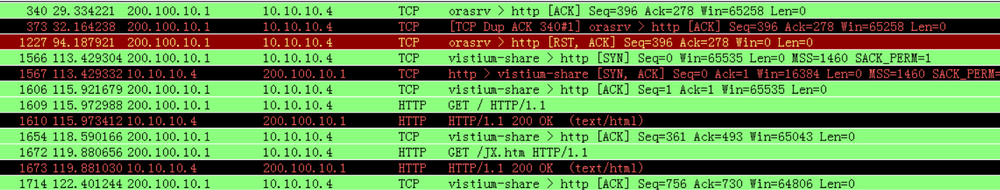 340 29.334221 200.100.10.1 10.10.10.4 TCP orasrv > http [ACK] Seq=396 Ack=278 Win=65258 Len=0
373 32.164238 200.100.10.1 10.10.10.4 TCP [TCP Dup ACK 340#1] orasrv > http [ACK] Seq=396 Ack=278 Win=65258 Len=0
1227 94.187921 200.100.10.1 10.10.10.4 TCP orasrv > http [RST, ACK] Seq=396 Ack=278 Win=0 Len=0
1566 113.429304 200.100.10.1 10.10.10.4 TCP vistium-share > http [SYN] Seq=0 Win=65535 Len=0 MSS=1460 SACK_PERM=1
1567 113.429332 10.10.10.4 200.100.10.1 TCP http > vistium-share [SYN, ACK] Seq=0 Ack=1 Win=16384 Len=0 MSS=1460 SACK_PERM=
1606 115.921679 200.100.10.1 10.10.10.4 TCP vistium-share > http [ACK] Seq=1 Ack=1 Win=65535 Len=0
1609 115.972988 200.100.10.1 10.10.10.4 HTTP GET / HTTP/1.1
1610 115.973412 10.10.10.4 200.100.10.1 HTTP HTTP/1.1 200 OK (text/html)
1654 118.590166 200.100.10.1 10.10.10.4 TCP vistium-share > http [ACK] Seq=361 Ack=493 Win=65043 Len=0
1672 119.880656 200.100.10.1 10.10.10.4 HTTP GET /JX.htm HTTP/1.1
1673 119.881030 10.10.10.4 200.100.10.1 HTTP HTTP/1.1 200 OK (text/html)
1714 122.401244 200.100.10.1 10.10.10.4 TCP vistium-share > http [ACK] Seq=756 Ack=730 Win=64806 Len=0